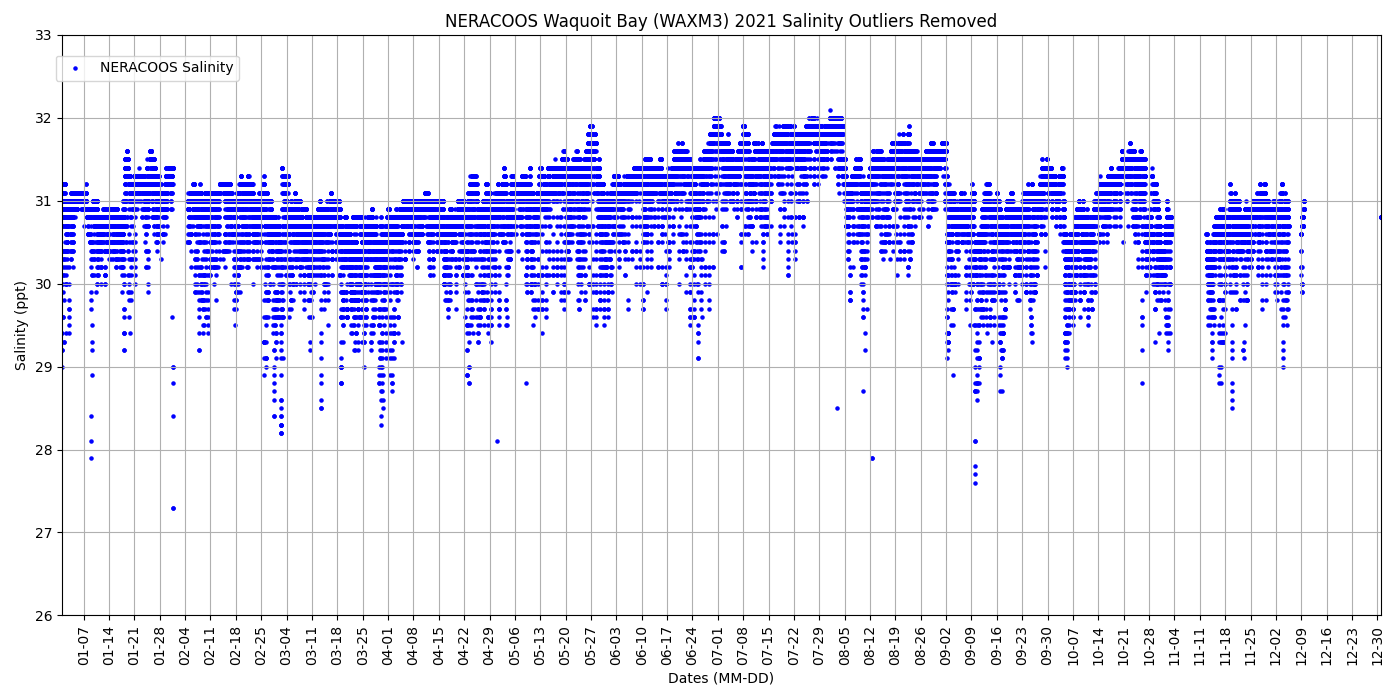 NERACOOS Waquoit Bay (WAXM3) 2021 Salinity Outliers Removed
33
NERACOOS Salinity
32
31
30
Salinity (ppt)
29
28
27
26
01-07 01-14 01-21 01-28 02-04 02-11 02-18 02-25 03-04 03-11 03-18 03-25 04-01 04-08 04-15 04-22 04-29 05-06 05-13 05-20 05-27 06-03 06-10 06-17 06-24 07-01 07-08 07-15 07-22 07-29 08-05 08-12 08-19 08-26 09-02 09-09 09-16 09-23 09-30 10-07 10-14 10-21 10-28 11-04 11-11 11-18 11-25 12-02 12-09 12-16 12-23 12-30
Dates (MM-DD)